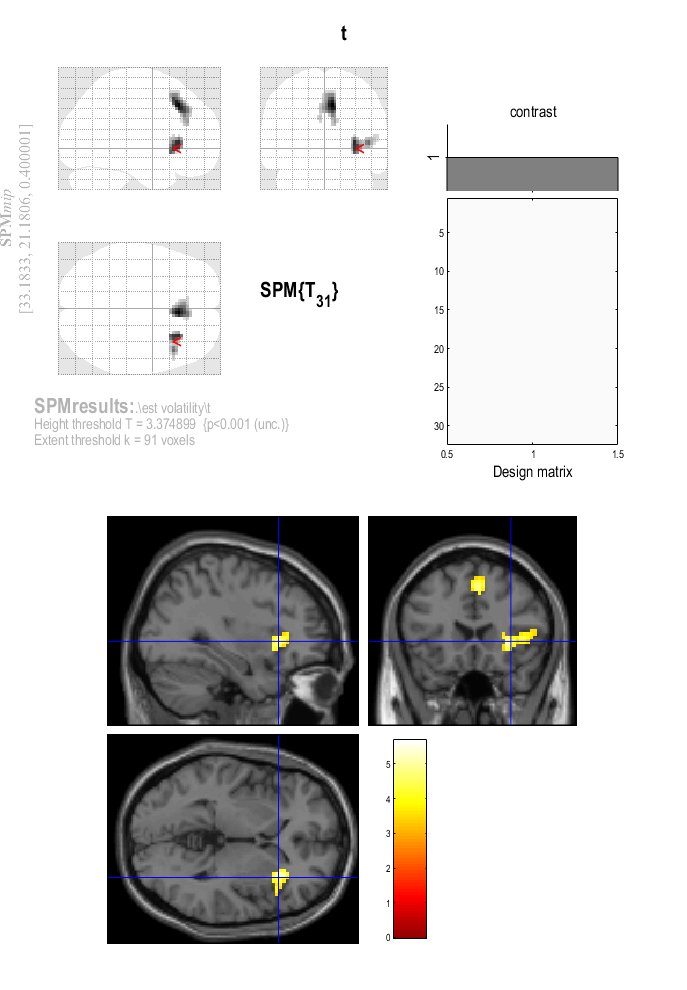 t
SPMmip
[33.1833, 21.1806, 0.400001]
<
<
<
SPM{T31}
contrast
1
5
10
15
20
25
30
0.5
1
1.5
Design matrix
SPMresults:.\est volatility\t
Height threshold T = 3.374899 {p<0.001 (unc.)}
Extent threshold k = 91 voxels
5
4
3
2
1
0